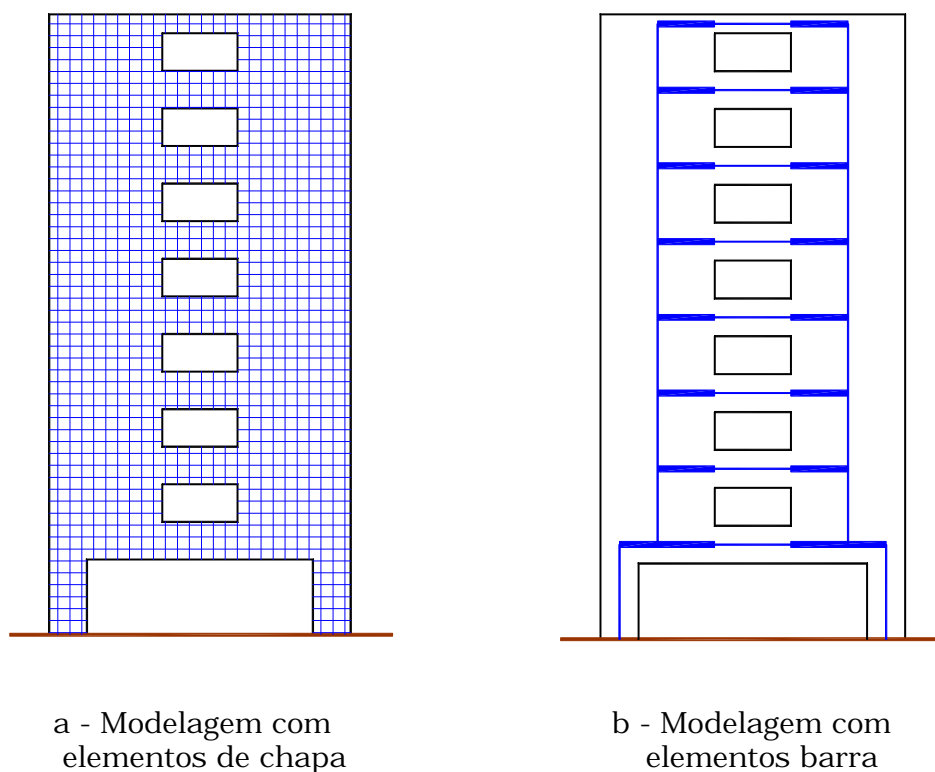 a - Modelagem com
elementos de chapa
b - Modelagem com
elementos barra